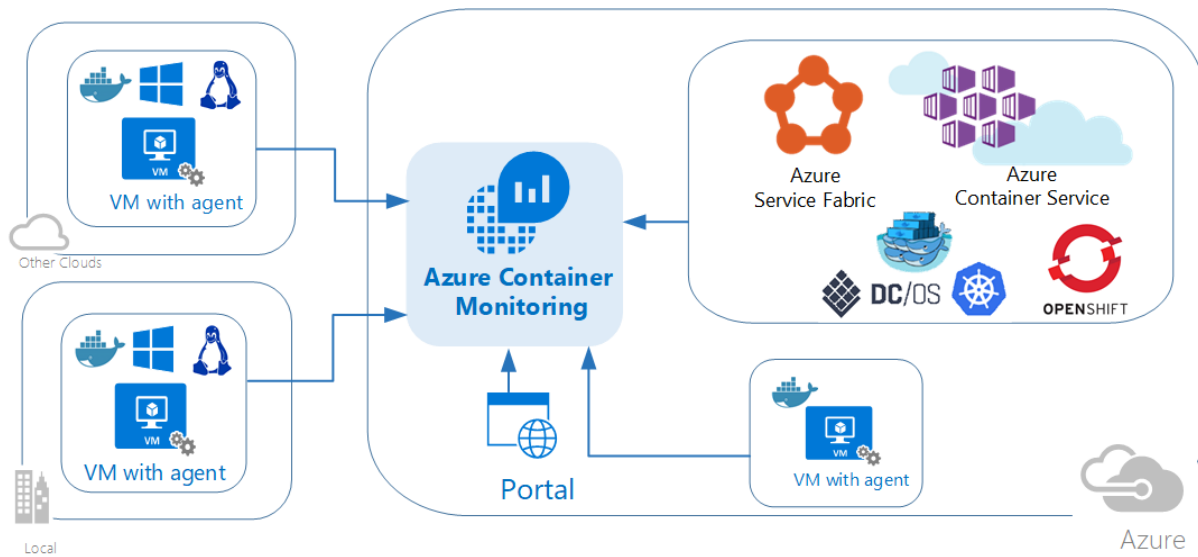 VM
VM with agent
Other Clouds
VM
VM with agent
Local
Azure Container
Monitoring
Portal
Azure
Service Fabric
Azure
Container Service
DC/OS
OPENSHIFT
VM
VM with agent
Azure